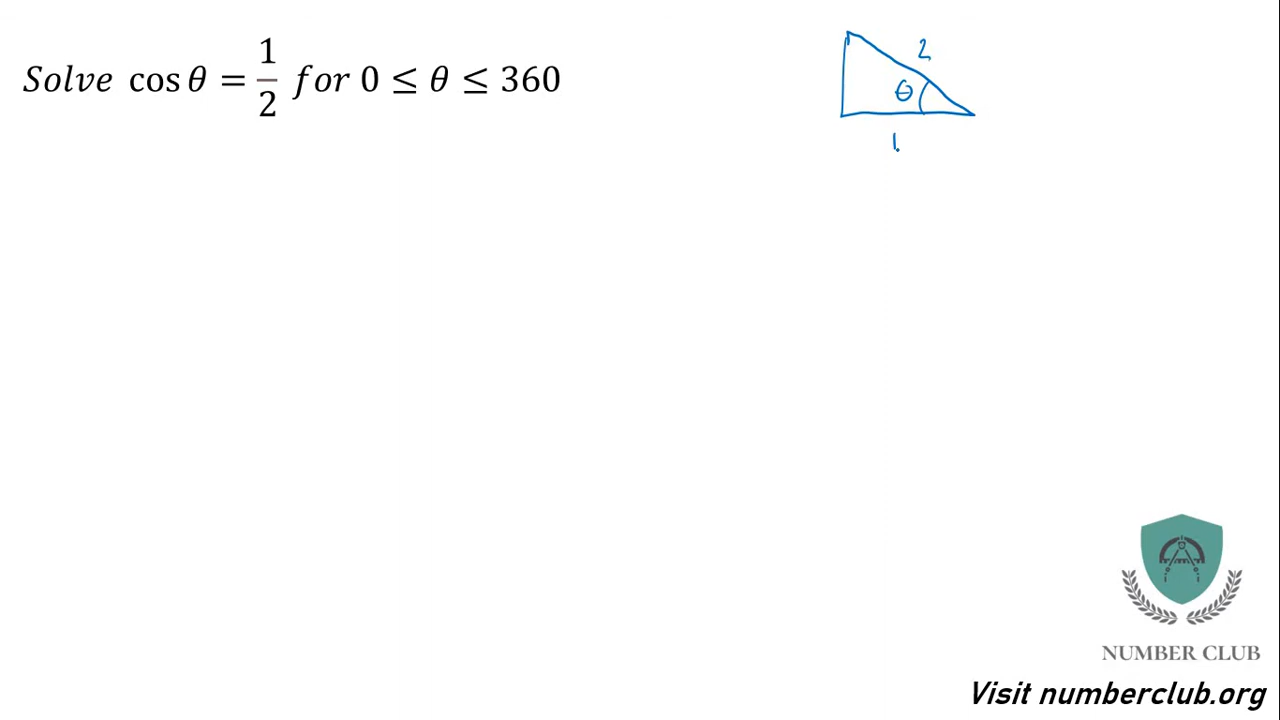 Solve cos θ = 1/2 for 0 ≤ θ ≤ 360
2
θ
1
NUMBER CLUB
Visit numberclub.org